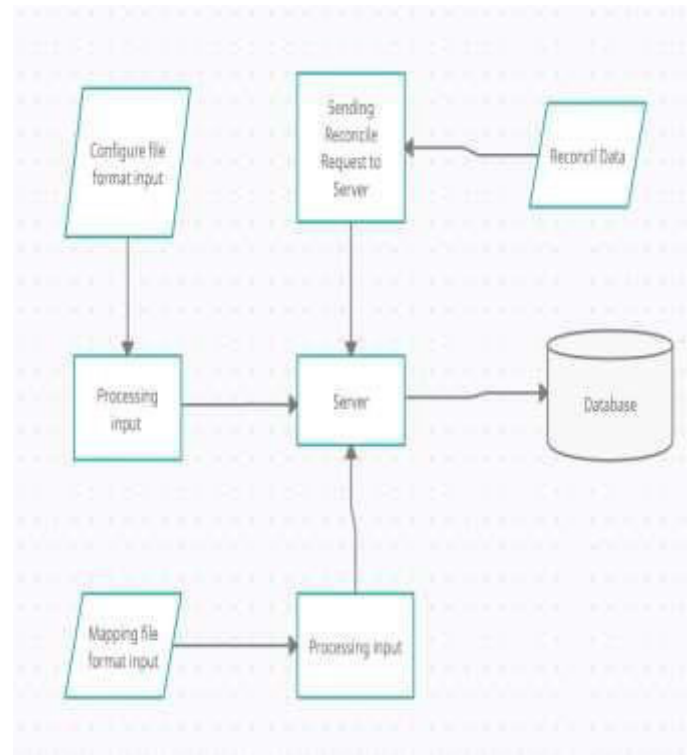 Configure file
format input
Sending
Reconcile
Request to
Server
Reconcil Data
Processing
input
Server
Database
Mapping file
format input
Processing input